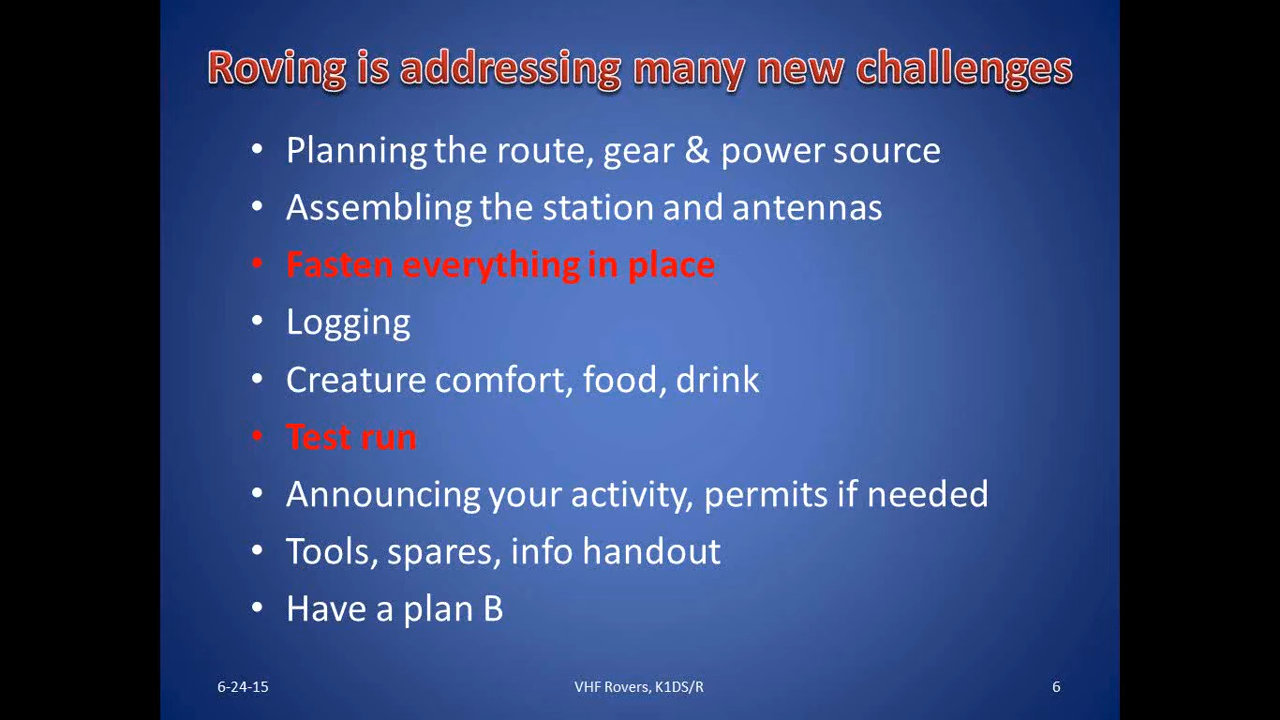 Roving is addressing many new challenges
• Planning the route, gear & power source
• Assembling the station and antennas
• Fasten everything in place
• Logging
• Creature comfort, food, drink
• Test run
• Announcing your activity, permits if needed
• Tools, spares, info handout
• Have a plan B
6-24-15
VHF Rovers, K1DS/R
6